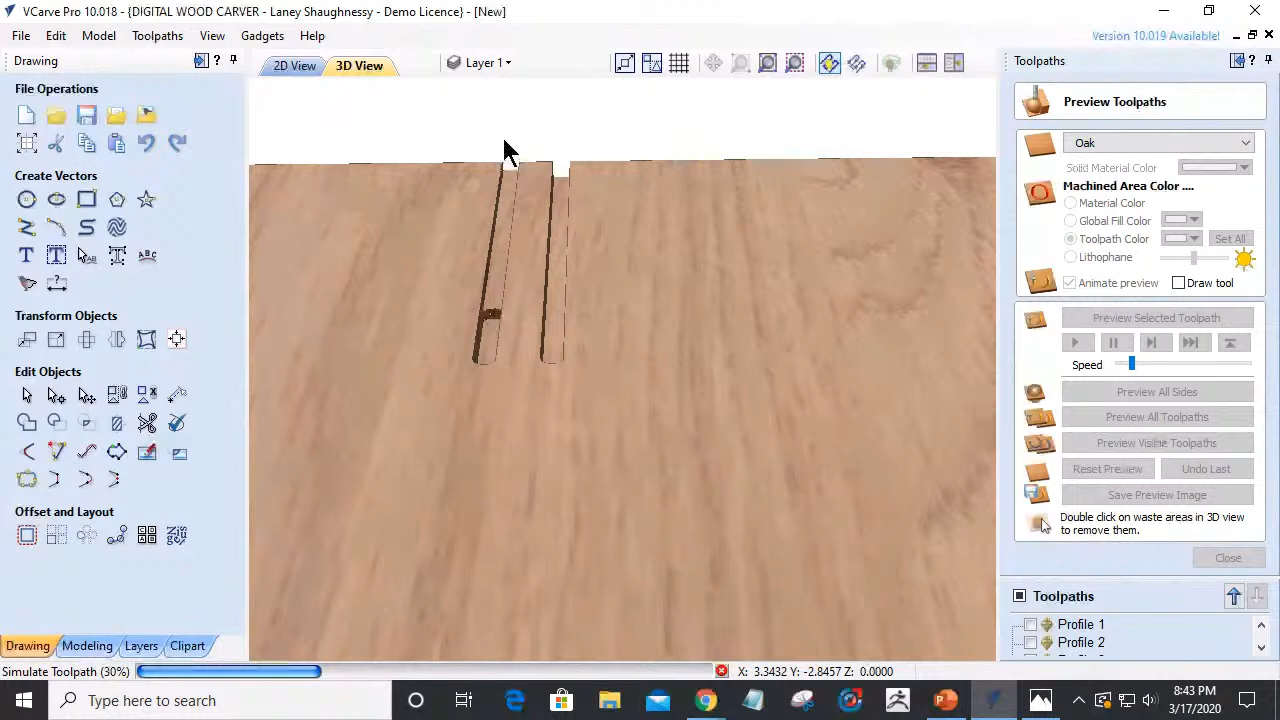 VCarve Pro 10.018 - {DIGITAL WOOD CARVER - Laney Shaughnessy - Demo Licence} - [New]
File Edit Model Toolpaths View Gadgets Help
Version 10.019 Available!
Drawing
?
2D View
3D View
Layer 1
Toolpaths
?
File Operations
Create Vectors
Transform Objects
Edit Objects
Offset and Layout
Drawing Modeling Layers Clipart
Preview Toolpaths
Oak
Solid Material Color
Machined Area Color ....
Material Color
Global Fill Color
Toolpath Color
Set All
Lithophane
Animate preview
Draw tool
Preview Selected Toolpath
Speed
Preview All Sides
Preview All Toolpaths
Preview Visible Toolpaths
Reset Preview
Undo Last
Save Preview Image
Double click on waste areas in 3D view
to remove them.
Close
Toolpaths
Profile 1
Profile 2
Simulate Toolpath (30%)
X: 3.3432 Y: -2.8457 Z: 0.0000
Type here to search
8:43 PM
3/17/2020